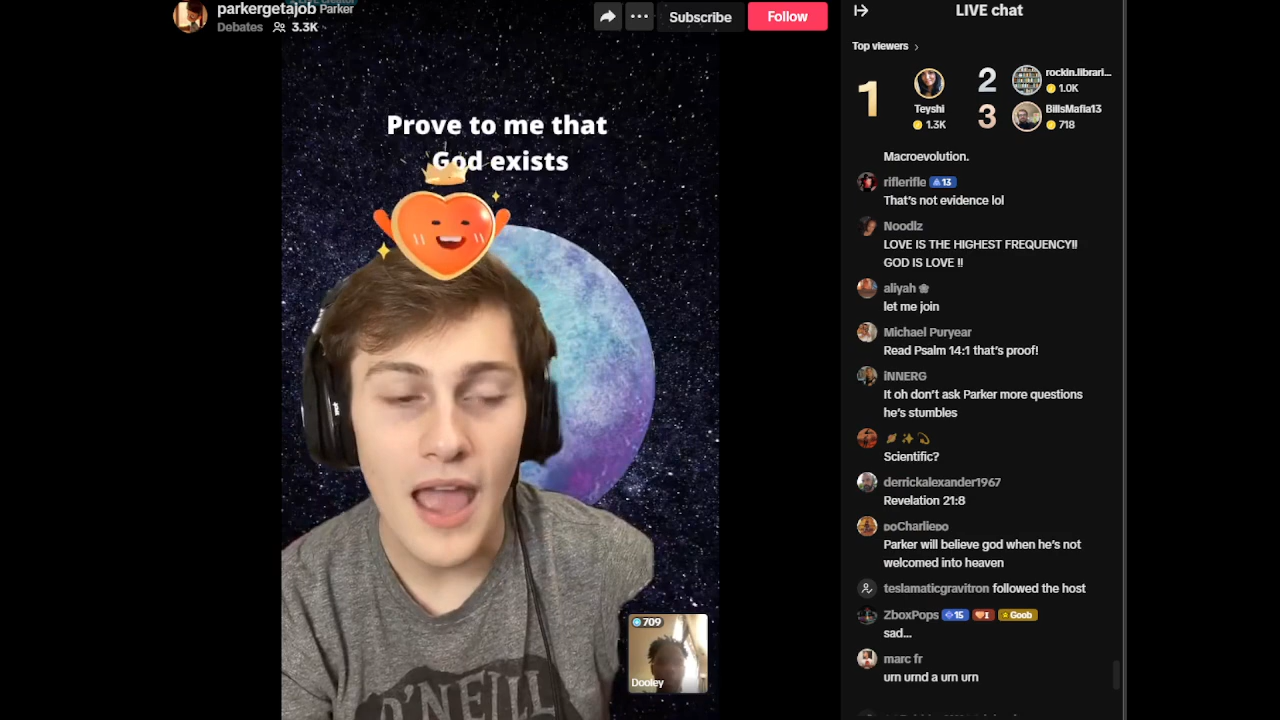 parkergetajob Parker
Debates 3.3K
Subscribe
Follow
Prove to me that
God exists
O'NEILL
709
Dooley
LIVE chat
Top viewers
1
Teyshi
1.3K
2
rockin.librari...
1.0K
3
BillsMafia13
718
Macroevolution.
riflerifle 13
That's not evidence lol
Noodlz
LOVE IS THE HIGHEST FREQUENCY!!
GOD IS LOVE !!
aliyah
let me join
Michael Puryear
Read Psalm 14:1 that's proof!
iNNERG
It oh don't ask Parker more questions
he's stumbles
Scientific?
derrickalexander1967
Revelation 21:8
DOCharlieDO
Parker will believe god when he's not
welcomed into heaven
teslamaticgravitron followed the host
ZboxPops 15 I Goob
sad...
marc fr
urn urnd a urn urn